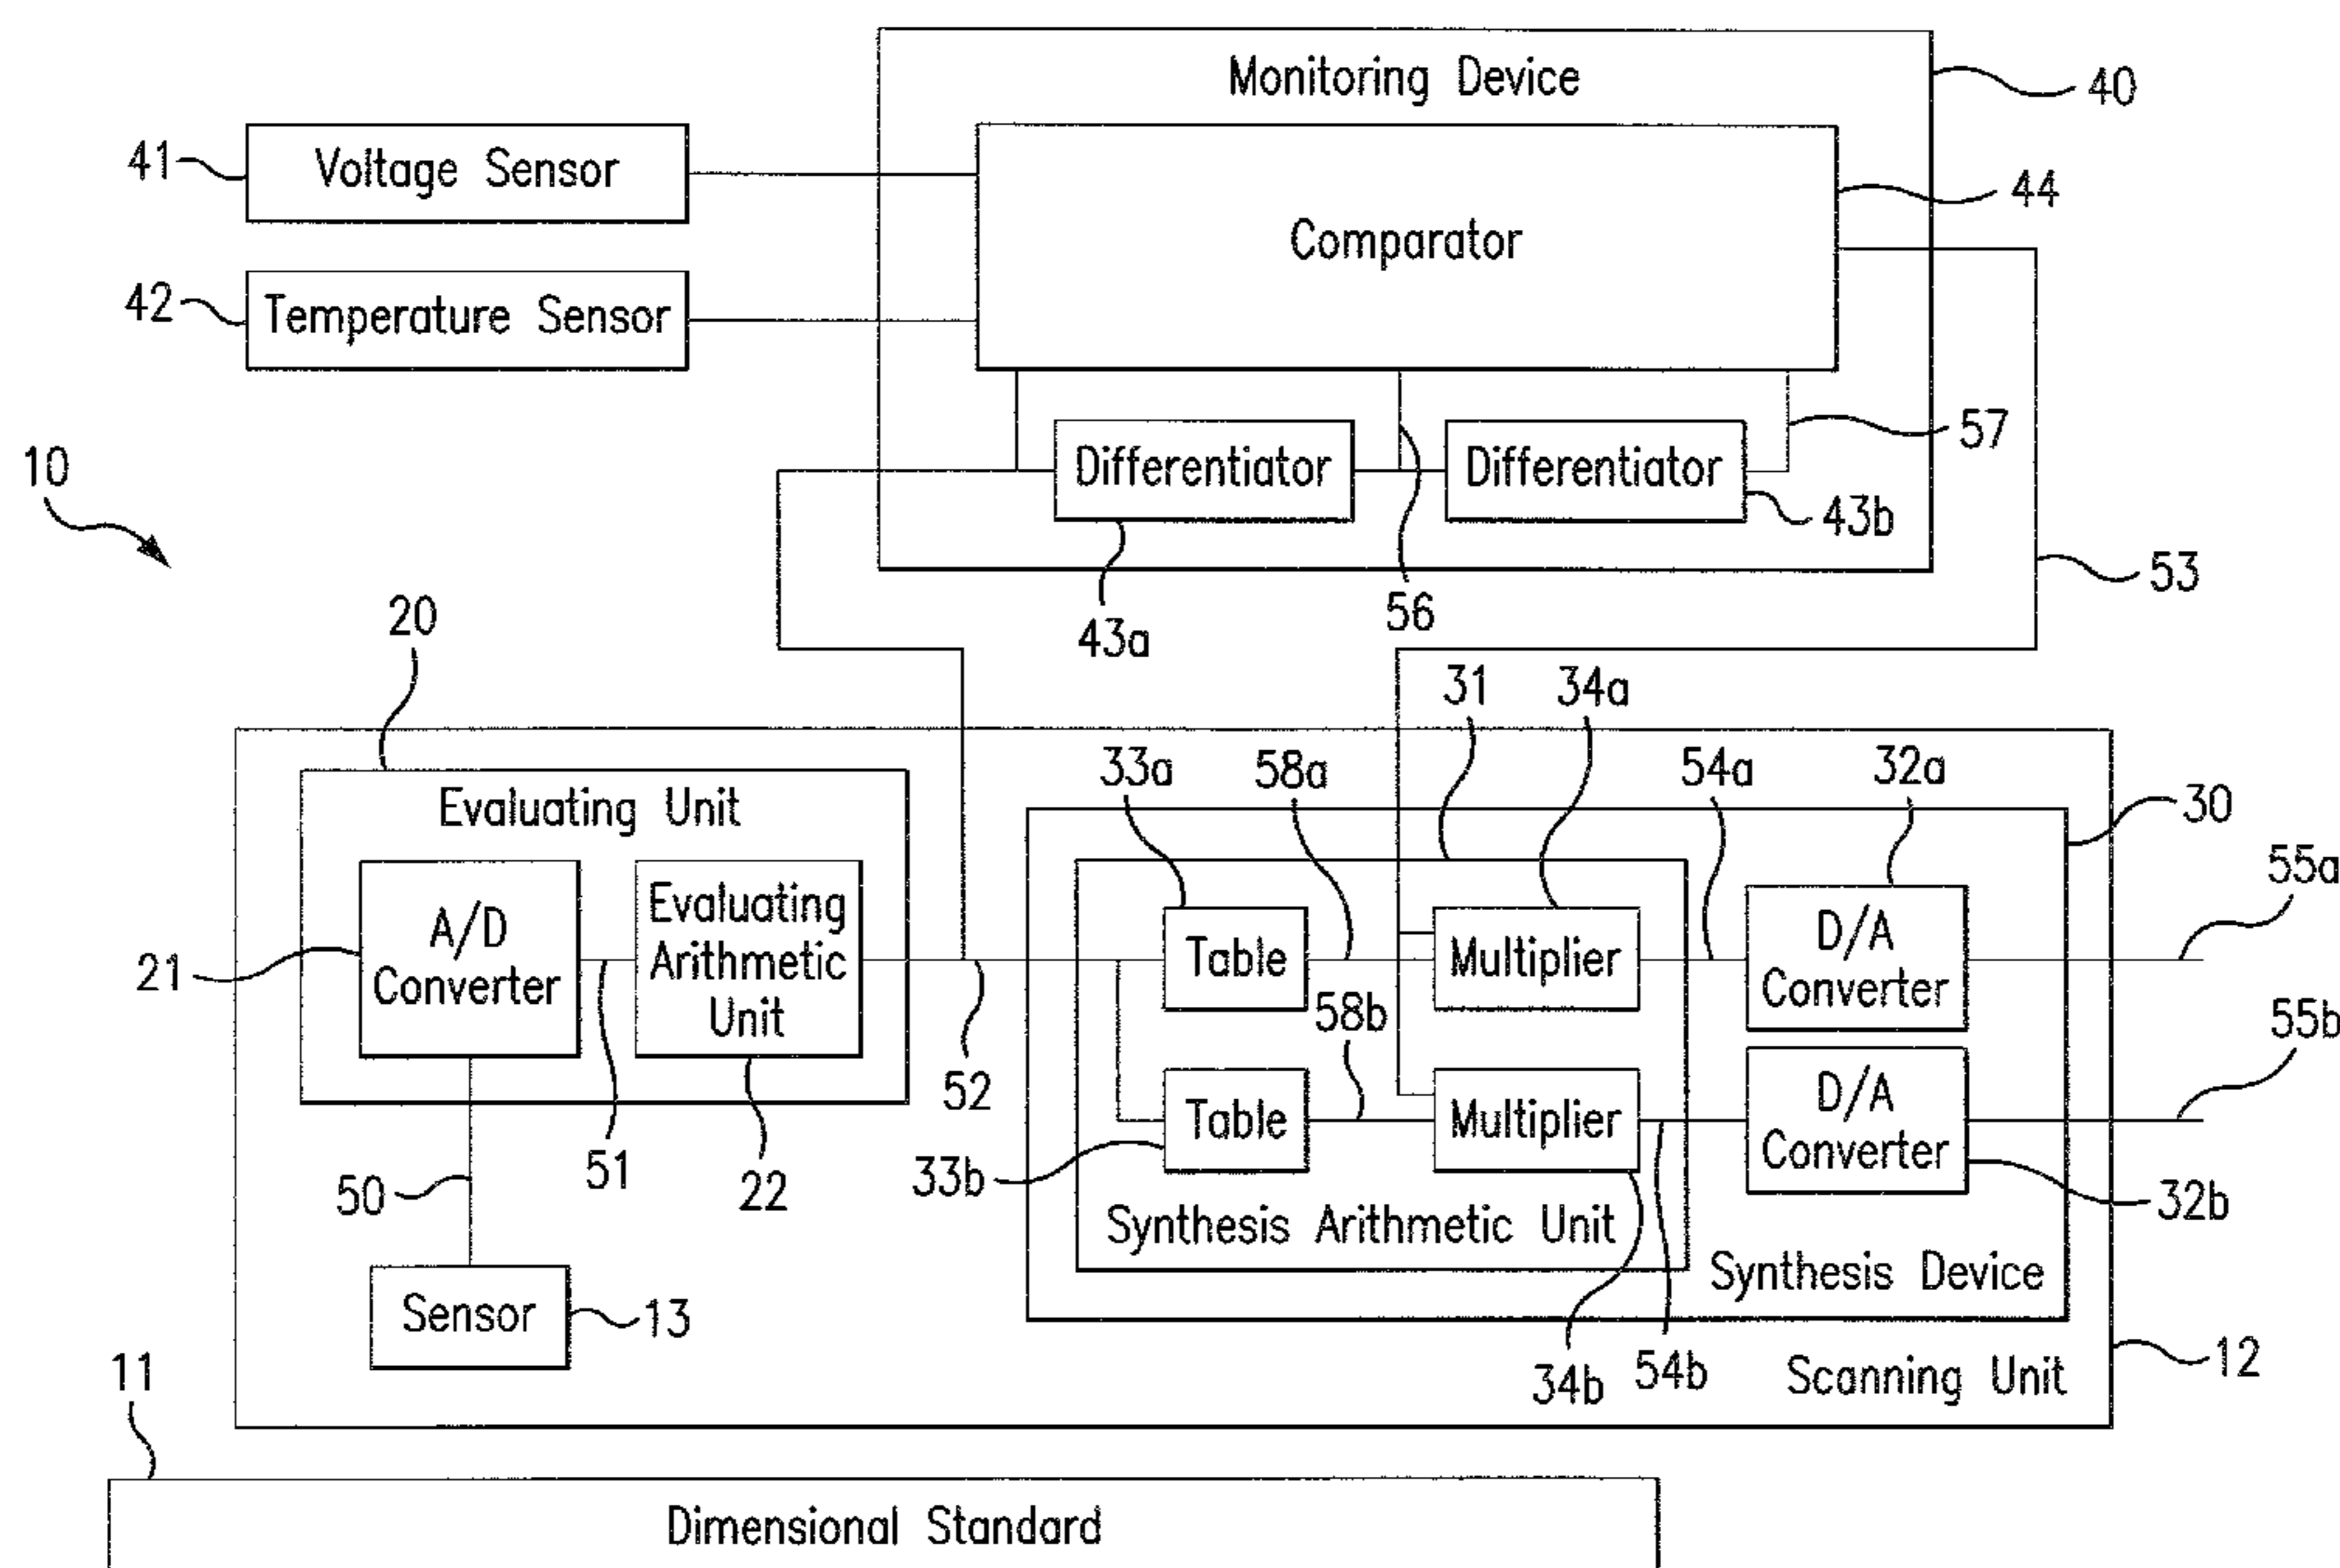 Monitoring Device
40
41
Voltage Sensor
44
Comparator
42
Temperature Sensor
57
10
Differentiator
Differentiator
43b
53
56
43a
20
31
34a
33a
58a
54a
32a
30
Evaluating Unit
55a
A/D
Converter
Evaluating
Arithmetic
Unit
21
Table
Multiplier
D/A
Converter
58b
55b
52
Table
Multiplier
D/A
Converter
51
22
33b
50
32b
Synthesis Arithmetic Unit
Synthesis Device
Sensor
13
11
34b
54b
12
Scanning Unit
Dimensional Standard